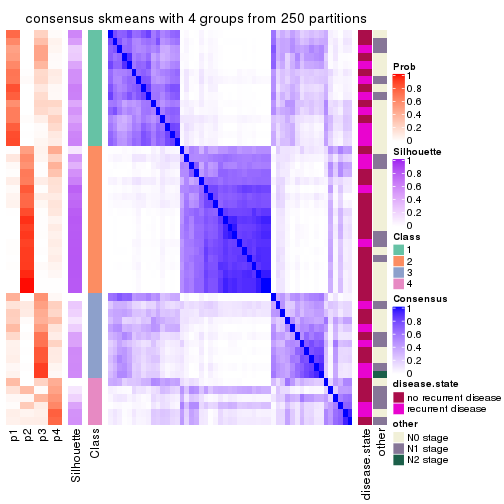 consensus skmeans with 4 groups from 250 partitions
Prob
1
0.8
0.6
0.4
0.2
0
Silhouette
1
0.8
0.6
0.4
0.2
0
Class
1
2
3
4
Consensus
1
0.8
0.6
0.4
0.2
0
disease.state
no recurrent disease
recurrent disease
other
N0 stage
N1 stage
N2 stage
p1
p2
p3
p4
Silhouette
Class
disease.state
other